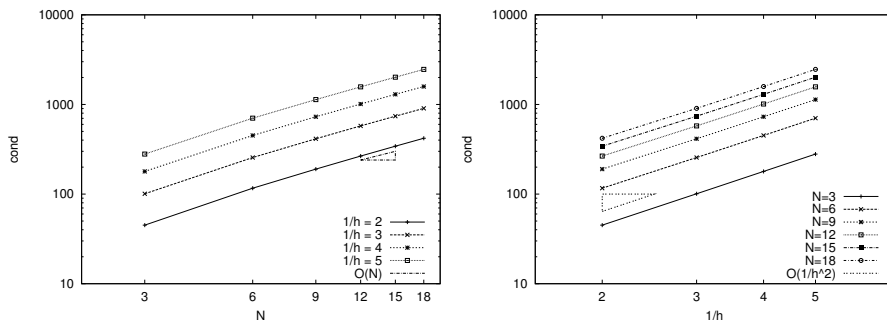 10000
1000
100
10
cond
3
6
9
12
15
18
N
1/h = 2
1/h = 3
1/h = 4
1/h = 5
O(N)
10000
1000
100
10
cond
2
3
4
5
1/h
N=3
N=6
N=9
N=12
N=15
N=18
O(1/h^2)